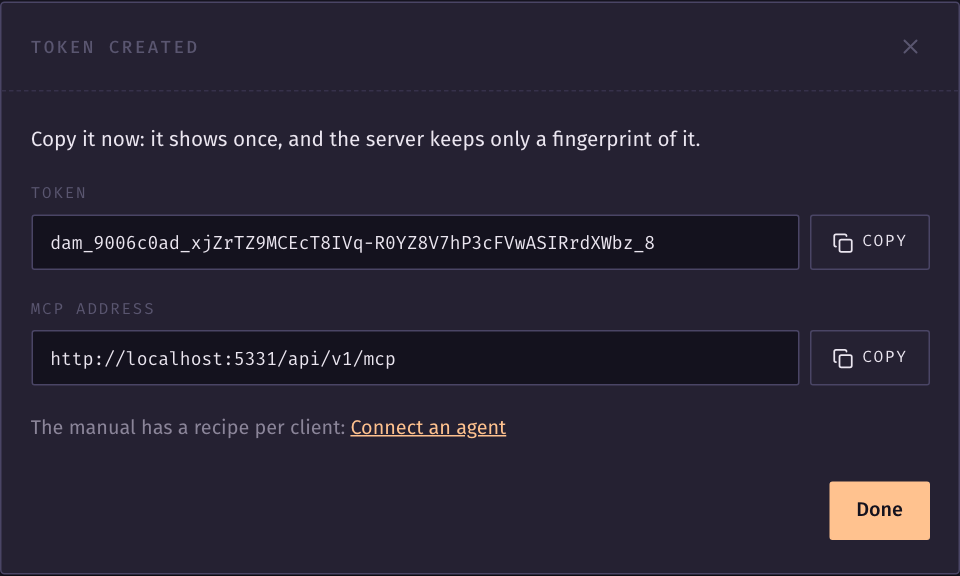 TOKEN CREATED
Copy it now: it shows once, and the server keeps only a fingerprint of it.
TOKEN
dam_9006c0ad_xjZrTZ9MCEcT8IVq-R0YZ8V7hP3cFVwASIRrdXWbz_8
COPY
MCP ADDRESS
http://localhost:5331/api/v1/mcp
COPY
The manual has a recipe per client: Connect an agent
Done